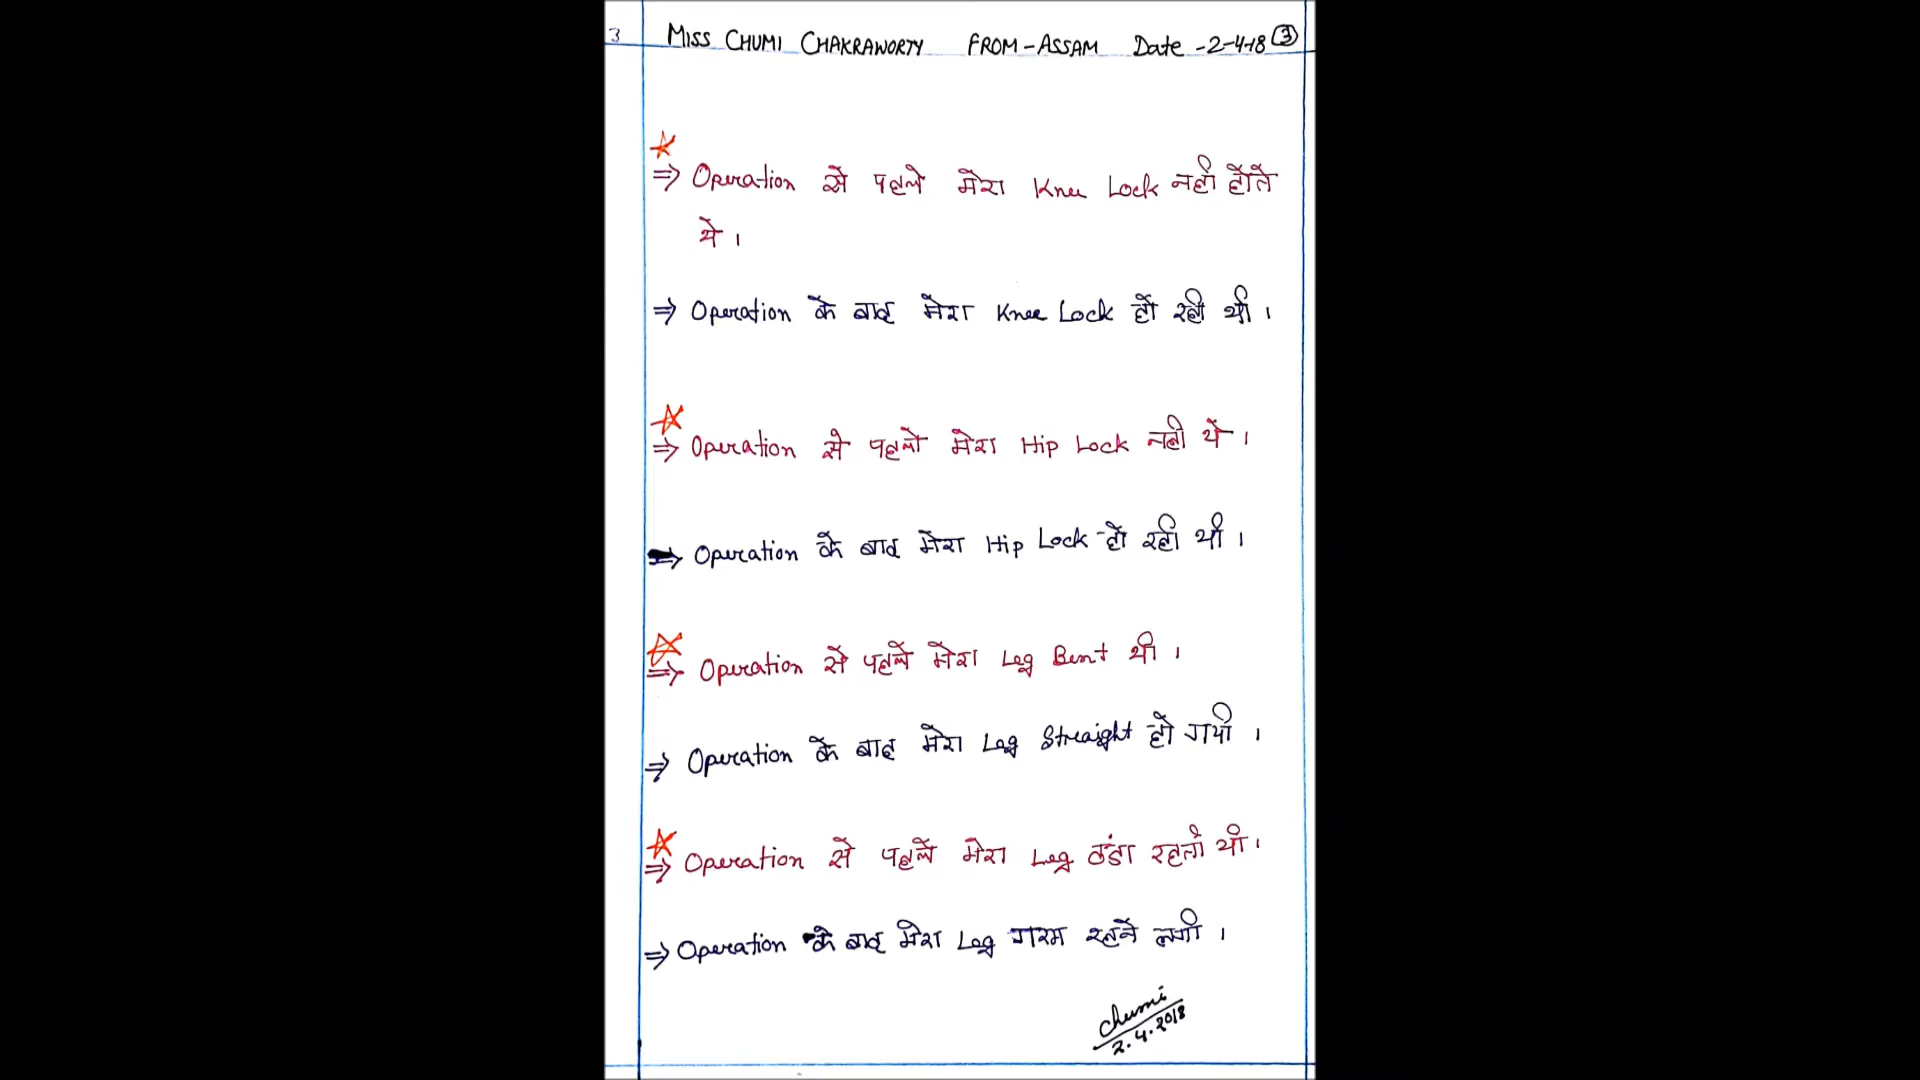 3 MISS CHUMI CHAKRAWORTY FROM-ASSAM Date -2-4-18 3
⇒ Operation से पहले मेरा Knee Lock नही होते
थे ।
⇒ Operation के बाद मेरा Knee Lock हो रही थी ।
⇒ Operation से पहले मेरा Hip Lock नही थे ।
⇒ Operation के बाद मेरा Hip Lock हो रही थी ।
⇒ Operation से पहले मेरा Leg Bent थी ।
⇒ Operation के बाद मेरा Leg Straight हो गयी ।
⇒ Operation से पहले मेरा Leg ठंडा रहती थी ।
⇒ Operation के बाद मेरा Leg गरम रहने लगी ।
Chumi
2.4.2018